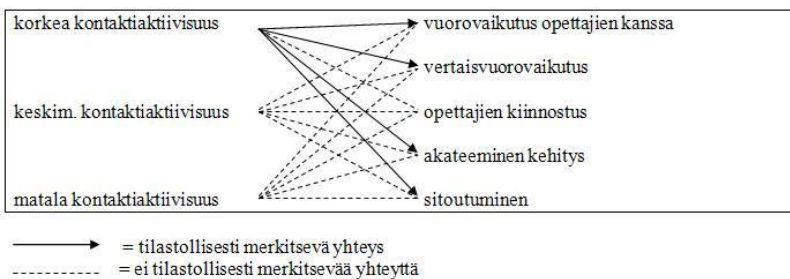 korkea kontaktiaktiivisuus
vuorovaikutus opettajien kanssa
vertaisvuorovaikutus
keskim. kontaktiaktiivisuus
opettajien kiinnostus
akateeminen kehitys
matala kontaktiaktiivisuus
sitoutuminen
= tilastollisesti merkitsevä yhteys
= ei tilastollisesti merkitsevää yhteyttä